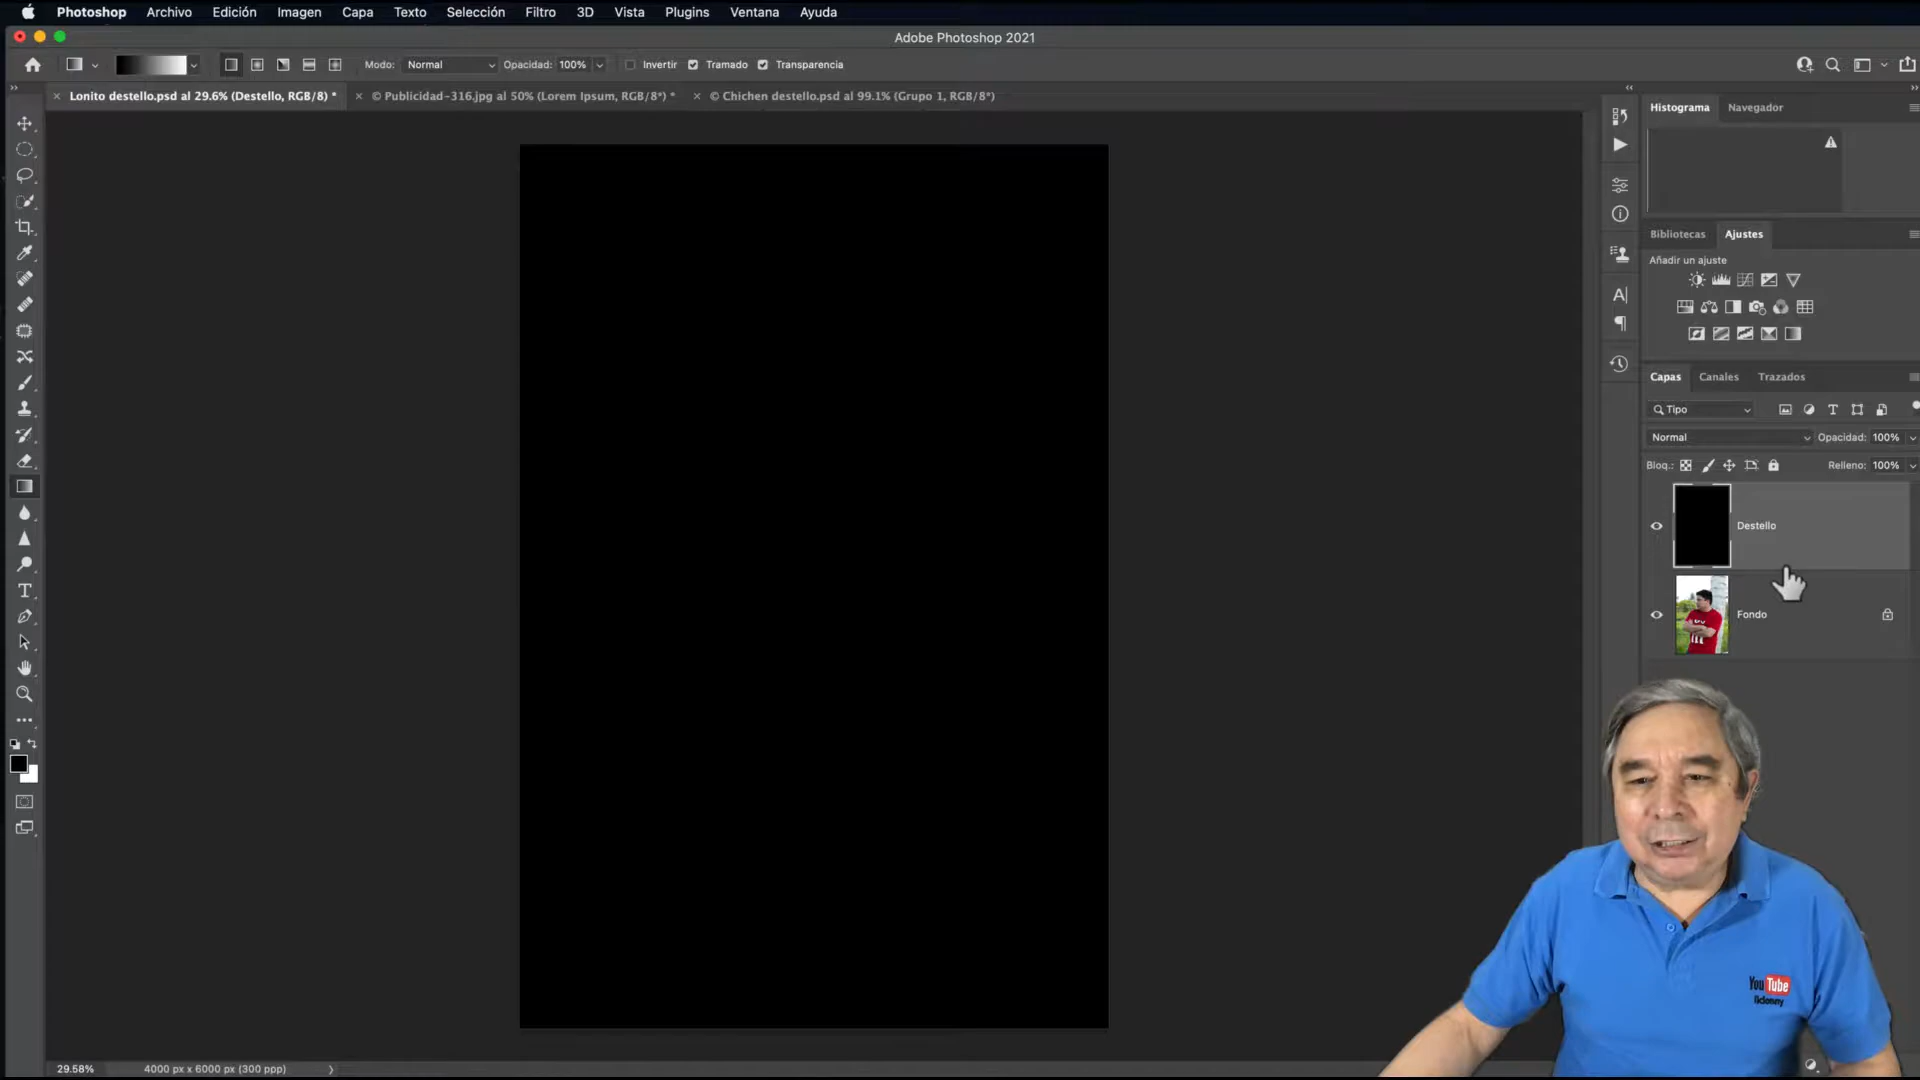 Photoshop Archivo Edición Imagen Capa Texto Selección Filtro 3D Vista Plugins Ventana Ayuda
Adobe Photoshop 2021
Modo: Normal Opacidad: 100% Invertir Tramado Transparencia
Lonito destello.psd al 29.6% (Destello, RGB/8) * © Publicidad-316.jpg al 50% (Lorem Ipsum, RGB/8*) * © Chichen destello.psd al 99.1% (Grupo 1, RGB/8*)
Histograma Navegador
Bibliotecas Ajustes
Añadir un ajuste
Capas Canales Trazados
Tipo
Normal Opacidad: 100%
Bloq.: Relleno: 100%
Destello
Fondo
YouTube
29.58% 4000 px x 6000 px (300 ppp)